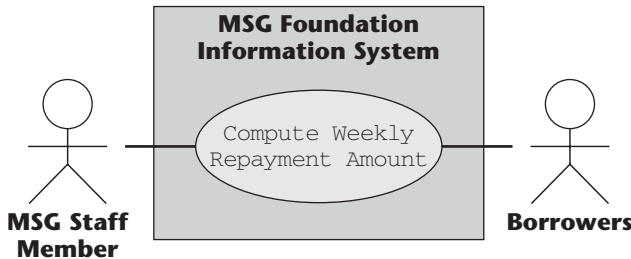 MSG Foundation
Information System
Compute Weekly
Repayment Amount
MSG Staff
Member
Borrowers